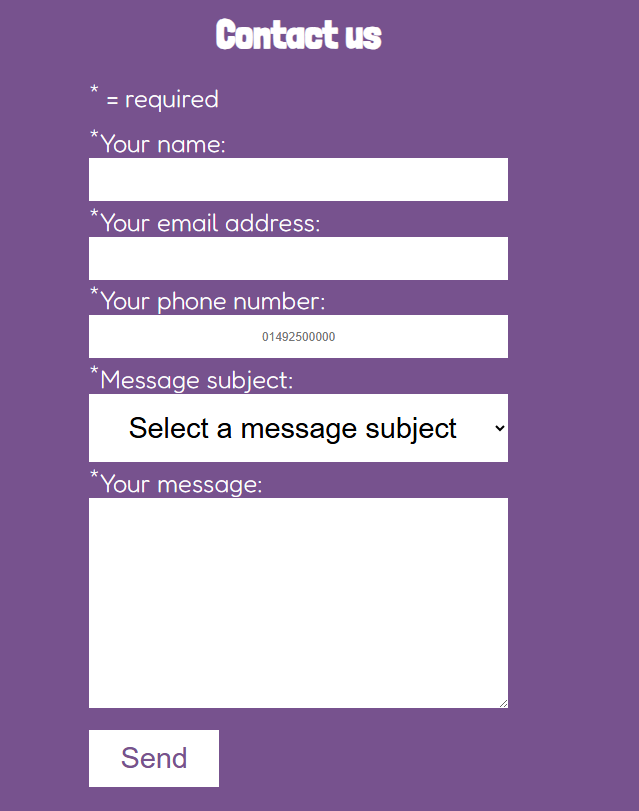 Contact us
* = required
*Your name:
*Your email address:
*Your phone number:
01492500000
*Message subject:
Select a message subject
*Your message:
Send